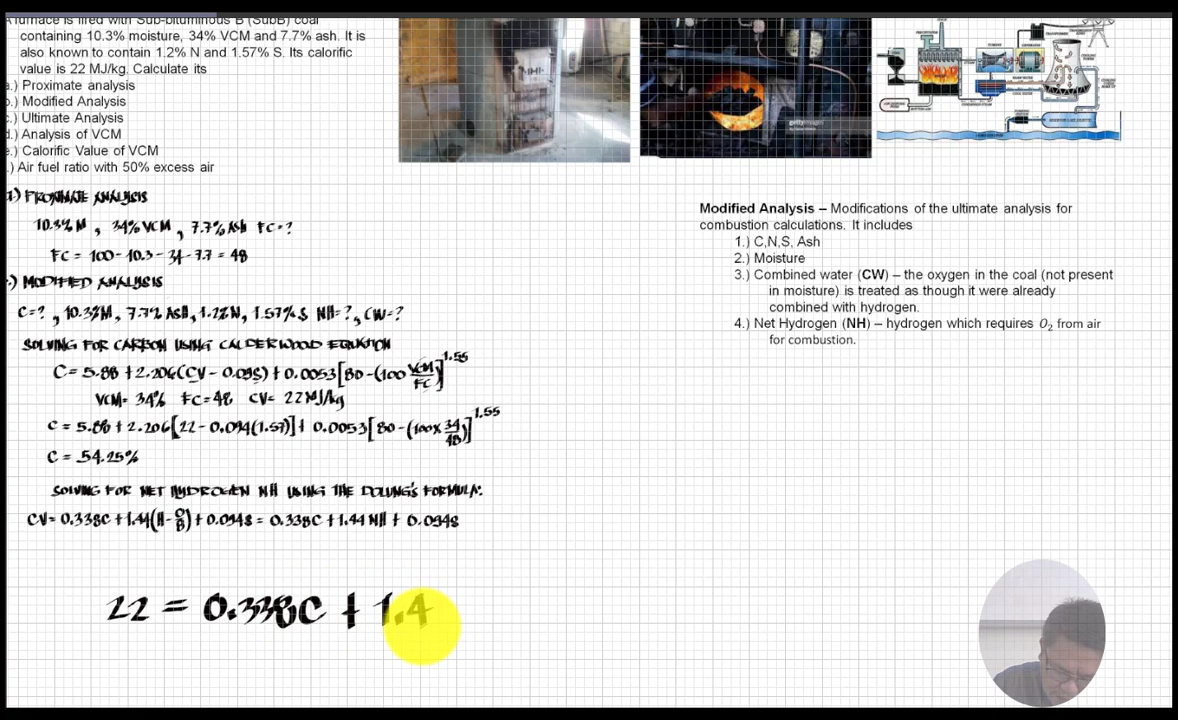 A furnace is fired with Sub-bituminous B (SubB) coal
containing 10.3% moisture, 34% VCM and 7.7% ash. It is
also known to contain 1.2% N and 1.57% S. Its calorific
value is 22 MJ/kg. Calculate its
.) Proximate analysis
.) Modified Analysis
.) Ultimate Analysis
.) Analysis of VCM
.) Calorific Value of VCM
.) Air fuel ratio with 50% excess air
) PROXIMATE ANALYSIS
10.3% M , 34% VCM , 7.7% Ash FC=?
FC = 100 - 10.3 - 34 - 7.7 = 48
.) MODIFIED ANALYSIS
C=? , 10.3% M, 7.7% ASH, 1.2% N, 1.57% S NH=?, CW=?
SOLVING FOR CARBON USING CALDERWOOD EQUATION
C = 5.88 + 2.206(CV - 0.094S) + 0.0053[80 - (100 VCM/FC)]^1.55
VCM = 34% FC = 48 CV = 22 MJ/kg
C = 5.88 + 2.206[22 - 0.094(1.57)] + 0.0053[80 - (100 x 34/48)]^1.55
C = 54.25%
SOLVING FOR NET HYDROGEN NH USING THE DULONG'S FORMULA:
CV = 0.338C + 1.44(H - O/8) + 0.094S = 0.338C + 1.44 NH + 0.094S
22 = 0.338C + 1.4
gettyimages
Modified Analysis – Modifications of the ultimate analysis for
combustion calculations. It includes
1.) C,N,S, Ash
2.) Moisture
3.) Combined water (CW) – the oxygen in the coal (not present
in moisture) is treated as though it were already
combined with hydrogen.
4.) Net Hydrogen (NH) – hydrogen which requires O₂ from air
for combustion.